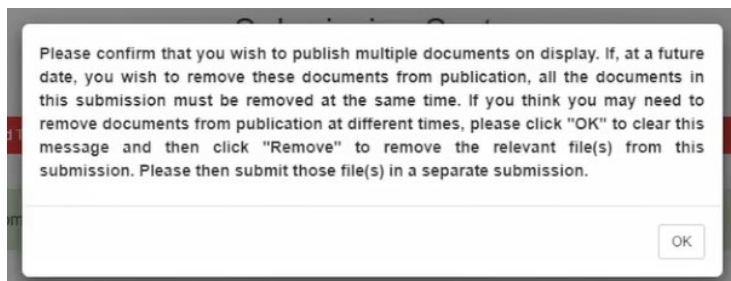 Please confirm that you wish to publish multiple documents on display. If, at a future
date, you wish to remove these documents from publication, all the documents in
this submission must be removed at the same time. If you think you may need to
remove documents from publication at different times, please click "OK" to clear this
message and then click "Remove" to remove the relevant file(s) from this
submission. Please then submit those file(s) in a separate submission.
OK